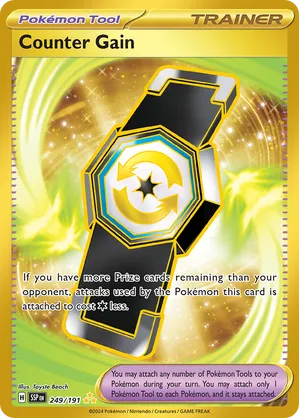 Pokémon Tool
TRAINER
Counter Gain
If you have more Prize cards remaining than your
opponent, attacks used by the Pokémon this card is
attached to cost less.
Illus. Toyste Beach
H SSP EN 249/191
You may attach any number of Pokémon Tools to your
Pokémon during your turn. You may attach only 1
Pokémon Tool to each Pokémon, and it stays attached.
©2024 Pokémon / Nintendo / Creatures / GAME FREAK